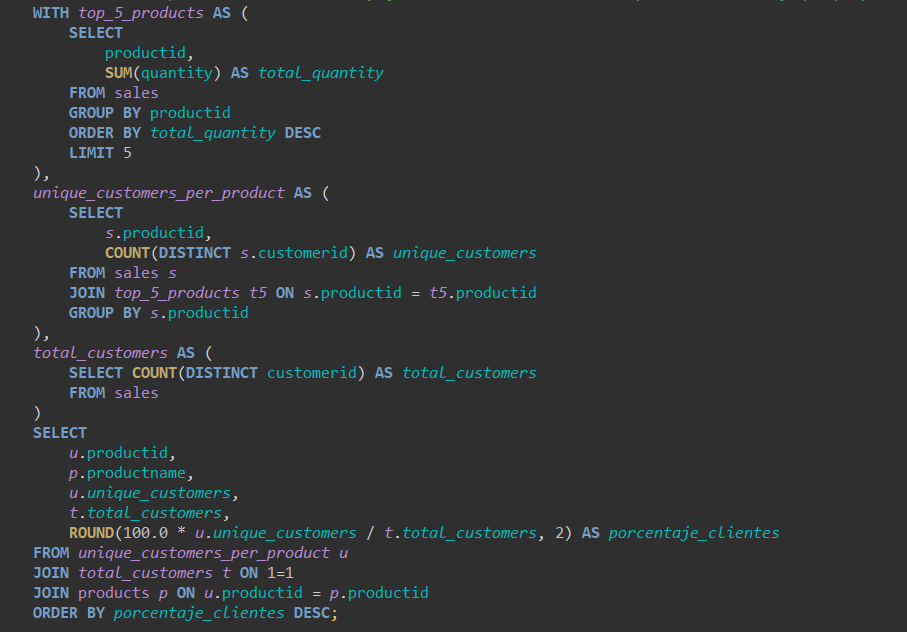 WITH top_5_products AS (
    SELECT
        productid,
        SUM(quantity) AS total_quantity
    FROM sales
    GROUP BY productid
    ORDER BY total_quantity DESC
    LIMIT 5
),
unique_customers_per_product AS (
    SELECT
        s.productid,
        COUNT(DISTINCT s.customerid) AS unique_customers
    FROM sales s
    JOIN top_5_products t5 ON s.productid = t5.productid
    GROUP BY s.productid
),
total_customers AS (
    SELECT COUNT(DISTINCT customerid) AS total_customers
    FROM sales
)
SELECT
    u.productid,
    p.productname,
    u.unique_customers,
    t.total_customers,
    ROUND(100.0 * u.unique_customers / t.total_customers, 2) AS porcentaje_clientes
FROM unique_customers_per_product u
JOIN total_customers t ON 1=1
JOIN products p ON u.productid = p.productid
ORDER BY porcentaje_clientes DESC;